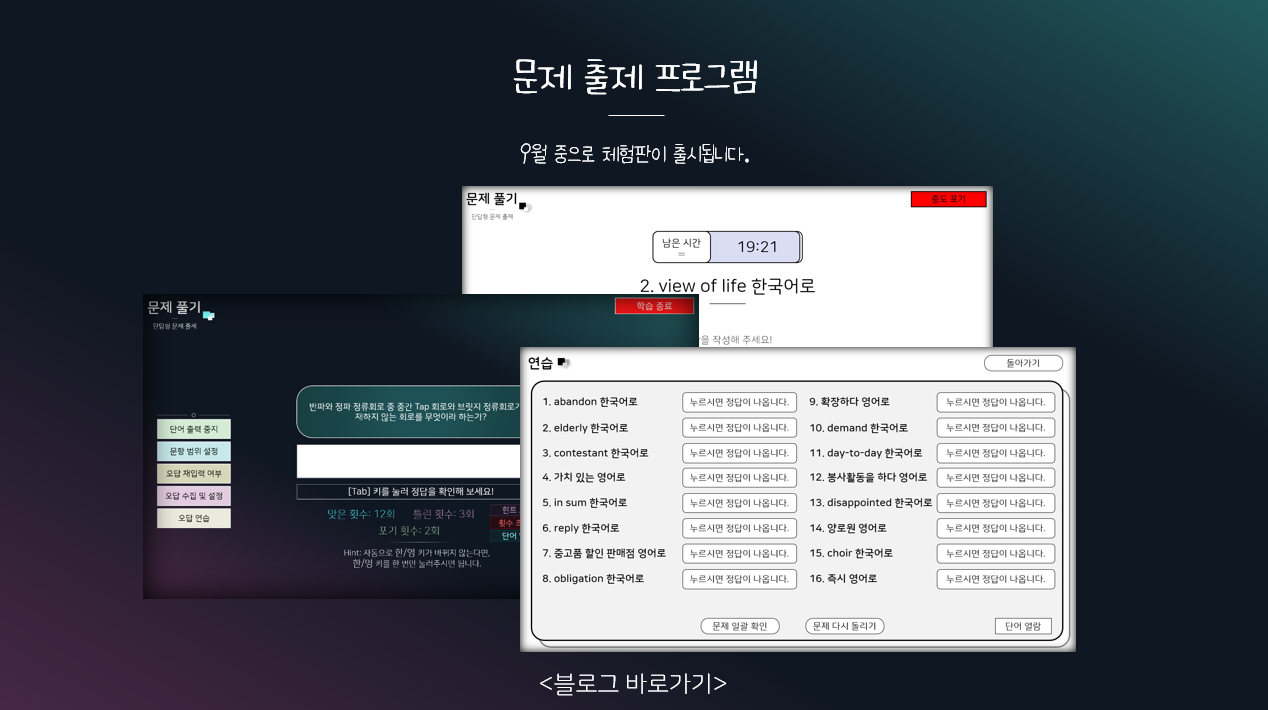 문제 출제 프로그램
9월 중으로 체험판이 출시됩니다.
문제 풀기
단답형 문제 출제
중도 포기
남은 시간
19:21
2. view of life 한국어로
을 작성해 주세요!
문제 풀기
단답형 문제 출제
학습 종료
반파와 정파 정류회로 중 중간 Tap 회로와 브릿지 정류회로가
재하지 않는 회로를 무엇이라 하는가?
단어 출력 중지
문항 범위 설정
오답 재입력 여부
오답 수집 및 설정
오답 연습
[Tab] 키를 눌러 정답을 확인해 보세요!
맞은 횟수: 12회 틀린 횟수: 3회
포기 횟수: 2회
힌트
횟수
단어
Hint: 자동으로 한/영 키가 바뀌지 않는다면,
한/영 키를 한 번만 눌러주시면 됩니다.
연습
돌아가기
1. abandon 한국어로 누르시면 정답이 나옵니다.
2. elderly 한국어로 누르시면 정답이 나옵니다.
3. contestant 한국어로 누르시면 정답이 나옵니다.
4. 가치 있는 영어로 누르시면 정답이 나옵니다.
5. in sum 한국어로 누르시면 정답이 나옵니다.
6. reply 한국어로 누르시면 정답이 나옵니다.
7. 중고품 할인 판매점 영어로 누르시면 정답이 나옵니다.
8. obligation 한국어로 누르시면 정답이 나옵니다.
9. 확장하다 영어로 누르시면 정답이 나옵니다.
10. demand 한국어로 누르시면 정답이 나옵니다.
11. day-to-day 한국어로 누르시면 정답이 나옵니다.
12. 봉사활동을 하다 영어로 누르시면 정답이 나옵니다.
13. disappointed 한국어로 누르시면 정답이 나옵니다.
14. 양로원 영어로 누르시면 정답이 나옵니다.
15. choir 한국어로 누르시면 정답이 나옵니다.
16. 즉시 영어로 누르시면 정답이 나옵니다.
문제 일괄 확인
문제 다시 돌리기
단어 열람
<블로그 바로가기>